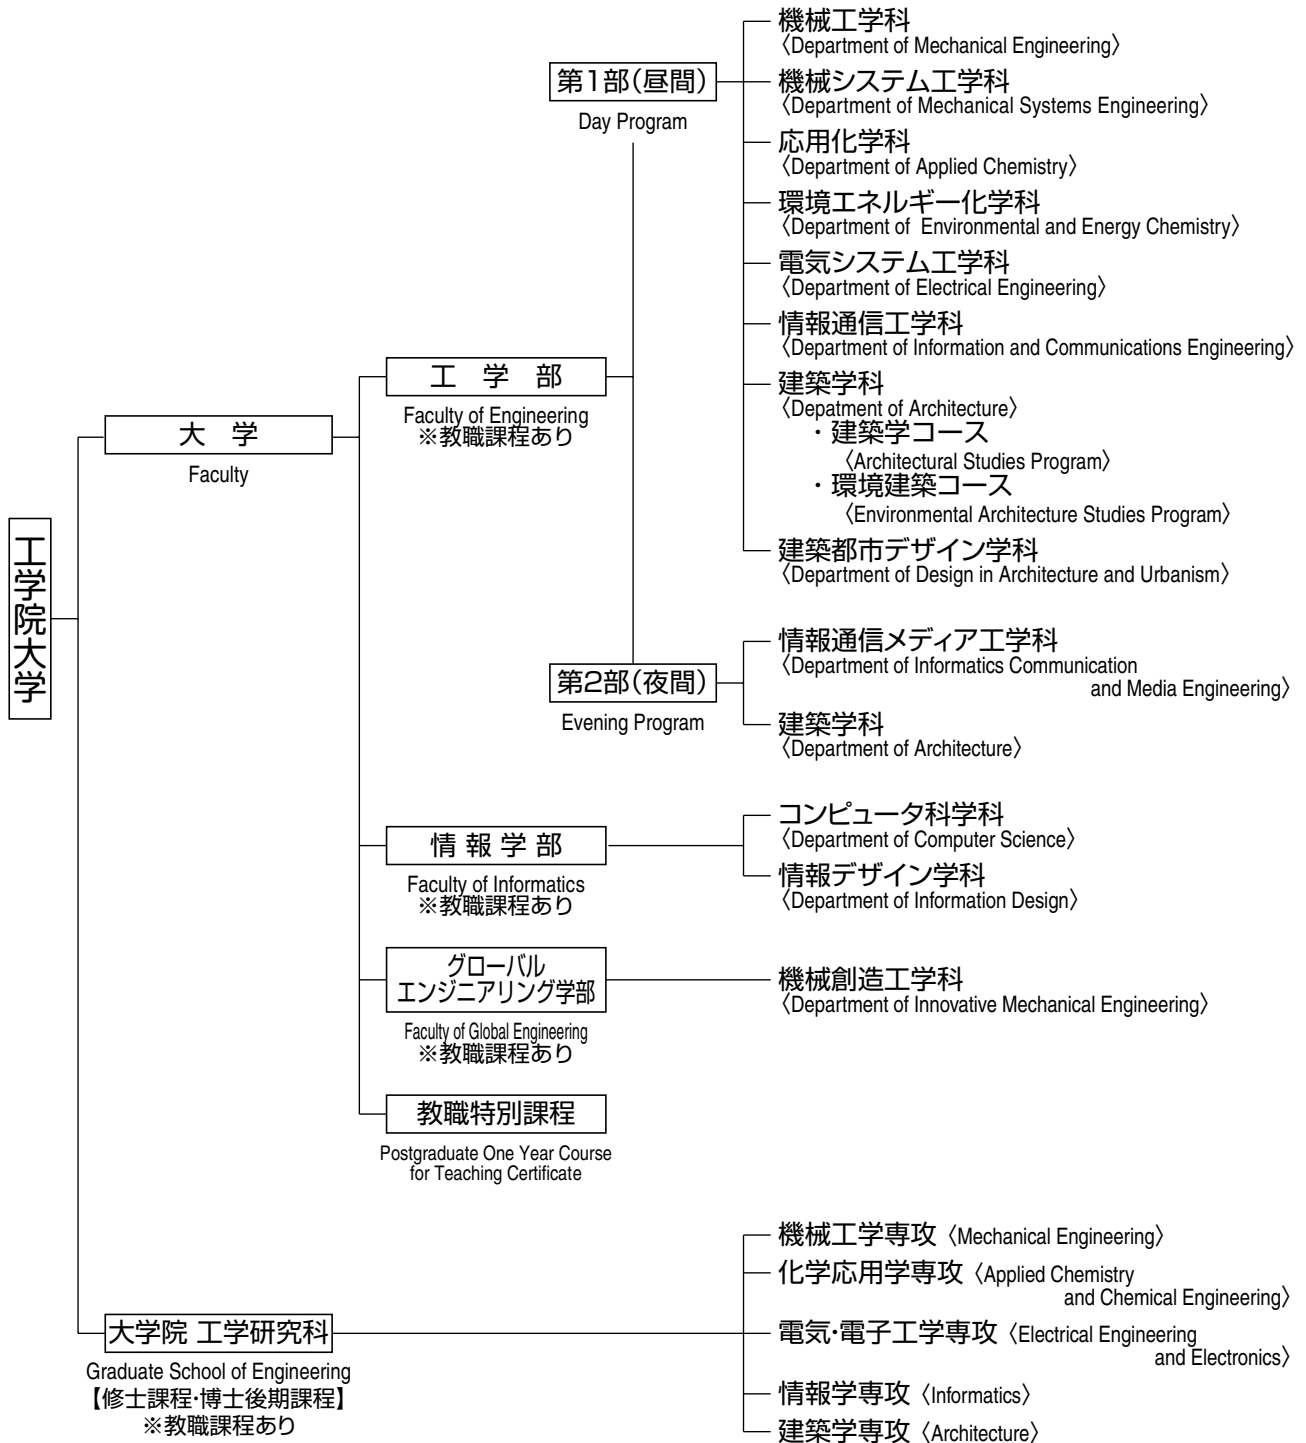 工学院大学
大　学
Faculty
工　学　部
Faculty of Engineering
※教職課程あり
第1部(昼間)
Day Program
機械工学科
〈Department of Mechanical Engineering〉
機械システム工学科
〈Department of Mechanical Systems Engineering〉
応用化学科
〈Department of Applied Chemistry〉
環境エネルギー化学科
〈Department of Environmental and Energy Chemistry〉
電気システム工学科
〈Department of Electrical Engineering〉
情報通信工学科
〈Department of Information and Communications Engineering〉
建築学科
〈Depatment of Architecture〉
・建築学コース
〈Architectural Studies Program〉
・環境建築コース
〈Environmental Architecture Studies Program〉
建築都市デザイン学科
〈Department of Design in Architecture and Urbanism〉
第2部(夜間)
Evening Program
情報通信メディア工学科
〈Department of Informatics Communication
and Media Engineering〉
建築学科
〈Department of Architecture〉
情 報 学 部
Faculty of Informatics
※教職課程あり
コンピュータ科学科
〈Department of Computer Science〉
情報デザイン学科
〈Department of Information Design〉
グローバル
エンジニアリング学部
Faculty of Global Engineering
※教職課程あり
機械創造工学科
〈Department of Innovative Mechanical Engineering〉
教職特別課程
Postgraduate One Year Course
for Teaching Certificate
大学院 工学研究科
Graduate School of Engineering
【修士課程・博士後期課程】
※教職課程あり
機械工学専攻〈Mechanical Engineering〉
化学応用学専攻〈Applied Chemistry
and Chemical Engineering〉
電気・電子工学専攻〈Electrical Engineering
and Electronics〉
情報学専攻〈Informatics〉
建築学専攻〈Architecture〉